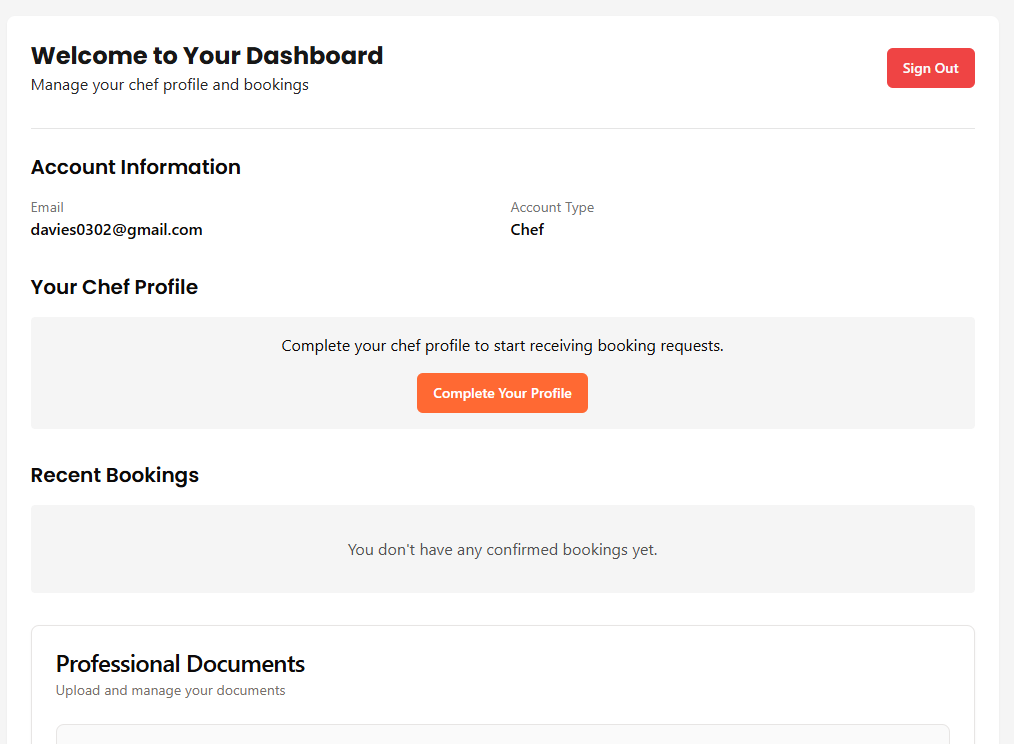 Welcome to Your Dashboard
Manage your chef profile and bookings
Sign Out
Account Information
Email
Account Type
davies0302@gmail.com
Chef
Your Chef Profile
Complete your chef profile to start receiving booking requests.
Complete Your Profile
Recent Bookings
You don't have any confirmed bookings yet.
Professional Documents
Upload and manage your documents